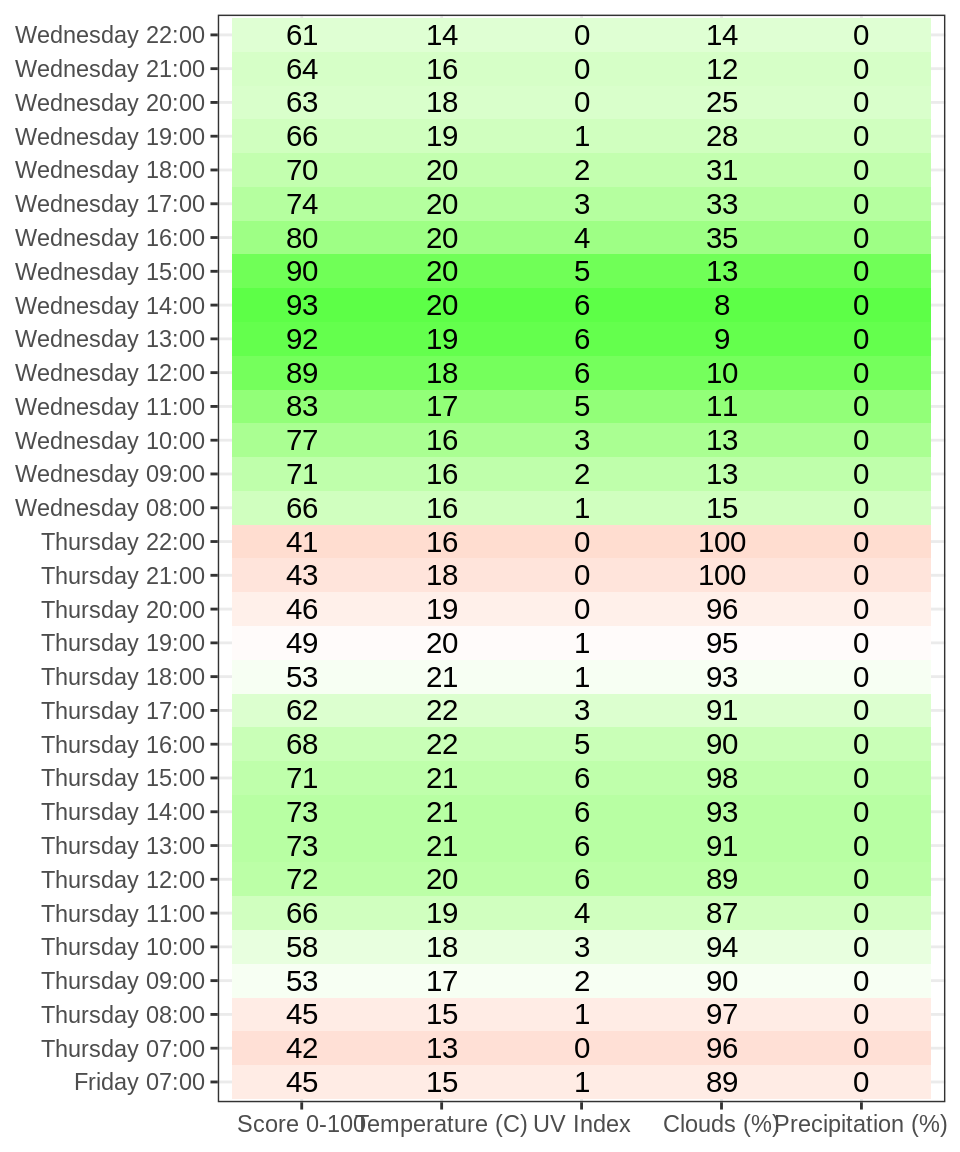 Wednesday 22:00 61 14 0 14 0
Wednesday 21:00 64 16 0 12 0
Wednesday 20:00 63 18 0 25 0
Wednesday 19:00 66 19 1 28 0
Wednesday 18:00 70 20 2 31 0
Wednesday 17:00 74 20 3 33 0
Wednesday 16:00 80 20 4 35 0
Wednesday 15:00 90 20 5 13 0
Wednesday 14:00 93 20 6 8 0
Wednesday 13:00 92 19 6 9 0
Wednesday 12:00 89 18 6 10 0
Wednesday 11:00 83 17 5 11 0
Wednesday 10:00 77 16 3 13 0
Wednesday 09:00 71 16 2 13 0
Wednesday 08:00 66 16 1 15 0
Thursday 22:00 41 16 0 100 0
Thursday 21:00 43 18 0 100 0
Thursday 20:00 46 19 0 96 0
Thursday 19:00 49 20 1 95 0
Thursday 18:00 53 21 1 93 0
Thursday 17:00 62 22 3 91 0
Thursday 16:00 68 22 5 90 0
Thursday 15:00 71 21 6 98 0
Thursday 14:00 73 21 6 93 0
Thursday 13:00 73 21 6 91 0
Thursday 12:00 72 20 6 89 0
Thursday 11:00 66 19 4 87 0
Thursday 10:00 58 18 3 94 0
Thursday 09:00 53 17 2 90 0
Thursday 08:00 45 15 1 97 0
Thursday 07:00 42 13 0 96 0
Friday 07:00 45 15 1 89 0
Score 0-100 Temperature (C) UV Index Clouds (%) Precipitation (%)